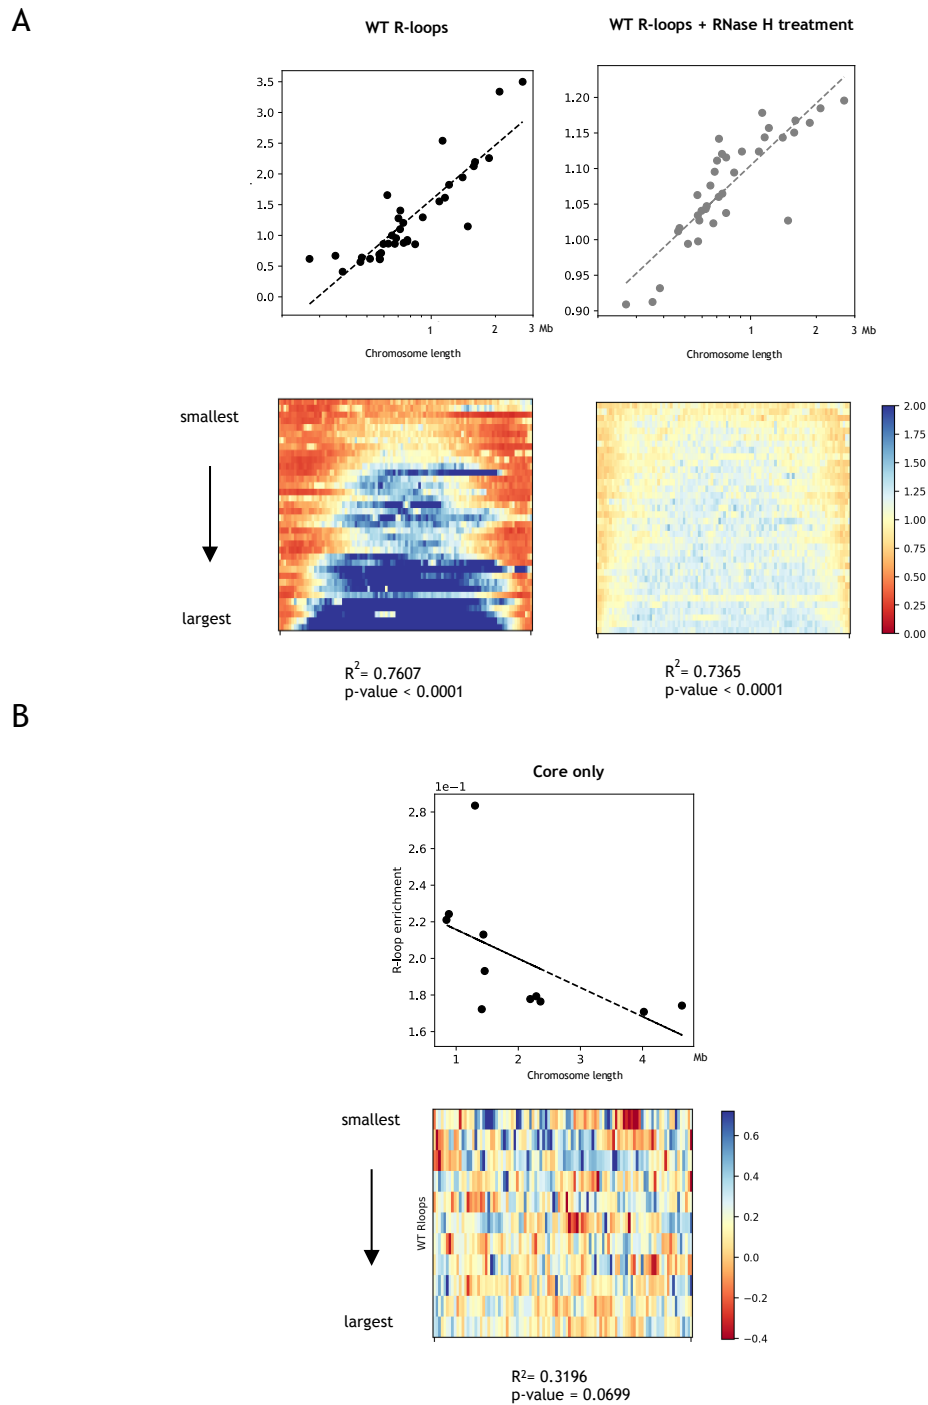 A
WT R-loops
WT R-loops + RNase H treatment
3.5
3.0
2.5
2.0
1.5
1.0
0.5
0.0
1
2
3 Mb
Chromosome length
1.20
1.15
1.10
1.05
1.00
0.95
0.90
1
2
3 Mb
Chromosome length
smallest
largest
2.00
1.75
1.50
1.25
1.00
0.75
0.50
0.25
0.00
R2= 0.7607
p-value < 0.0001
R2= 0.7365
p-value < 0.0001
B
Core only
1e−1
2.8
2.6
2.4
2.2
2.0
1.8
1.6
R-loop enrichment
1
2
3
4
Mb
Chromosome length
smallest
largest
WT Rloops
0.6
0.4
0.2
0.0
−0.2
−0.4
R2= 0.3196
p-value = 0.0699